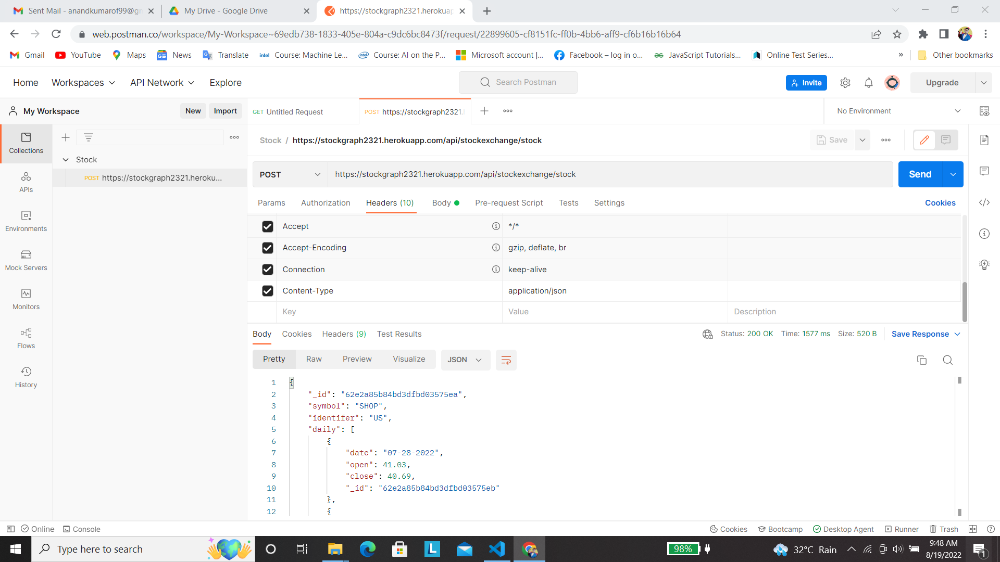 Sent Mail - anandkumarof99@gm
My Drive - Google Drive
https://stockgraph2321.herokuap
web.postman.co/workspace/My-Workspace~69edb738-1833-405e-804a-c9dc6bc8473f/request/22899605-cf8151fc-ff0b-4bb6-aff9-cf6b16b16b64
Gmail YouTube Maps News Translate Course: Machine Le... Course: AI on the P... Microsoft account |... Facebook – log in o... JavaScript Tutorials... Online Test Series... » Other bookmarks
Home Workspaces API Network Explore Search Postman Invite Upgrade
My Workspace New Import
GET Untitled Request POST https://stockgraph2321. No Environment
Collections
APIs
Environments
Mock Servers
Monitors
Flows
History
Stock
POST https://stockgraph2321.heroku...
Stock / https://stockgraph2321.herokuapp.com/api/stockexchange/stock Save
POST https://stockgraph2321.herokuapp.com/api/stockexchange/stock Send
Params Authorization Headers (10) Body Pre-request Script Tests Settings Cookies
Accept */*
Accept-Encoding gzip, deflate, br
Connection keep-alive
Content-Type application/json
Key Value Description
Body Cookies Headers (9) Test Results Status: 200 OK Time: 1577 ms Size: 520 B Save Response
Pretty Raw Preview Visualize JSON
1 {
2 "_id": "62e2a85b84bd3dfbd03575ea",
3 "symbol": "SHOP",
4 "identifer": "US",
5 "daily": [
6 {
7 "date": "07-28-2022",
8 "open": 41.03,
9 "close": 40.69,
10 "_id": "62e2a85b84bd3dfbd03575eb"
11 },
12 {
Online Console Cookies Bootcamp Desktop Agent Runner Trash
Type here to search
98%
32°C Rain
9:48 AM
8/19/2022
1